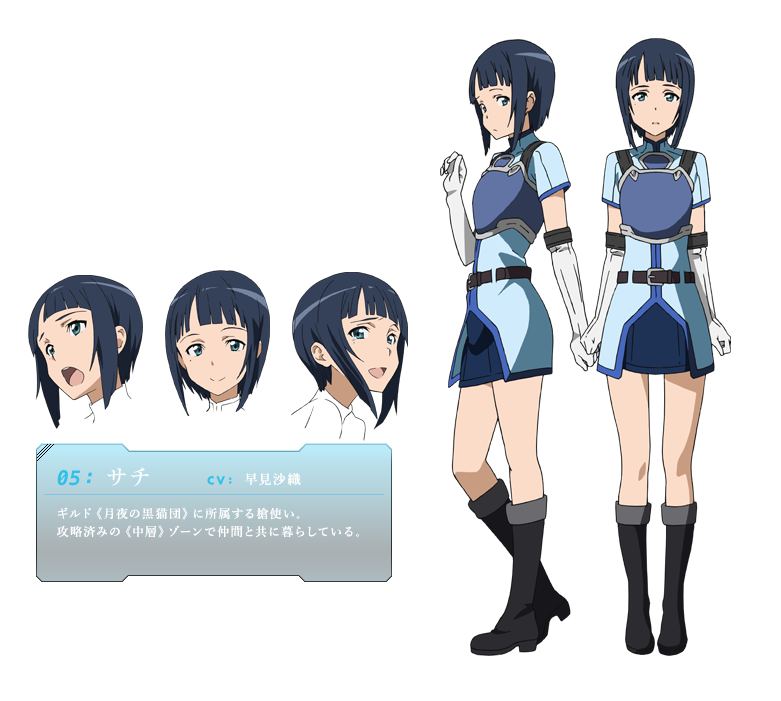 05: サチ cv: 早見沙織
ギルド《月夜の黒猫団》に所属する槍使い。
攻略済みの《中層》ゾーンで仲間と共に暮らしている。